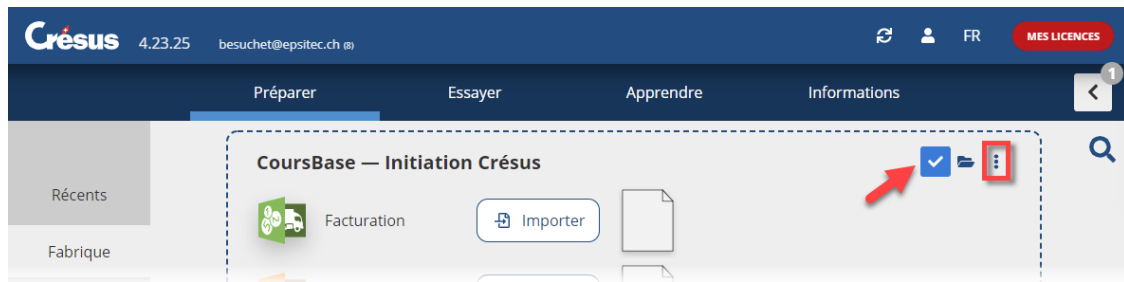 Crésus 4.23.25 besuchet@epsitec.ch (8) FR MES LICENCES
Préparer Essayer Apprendre Informations 1
CoursBase — Initiation Crésus
Récents
Facturation Importer
Fabrique